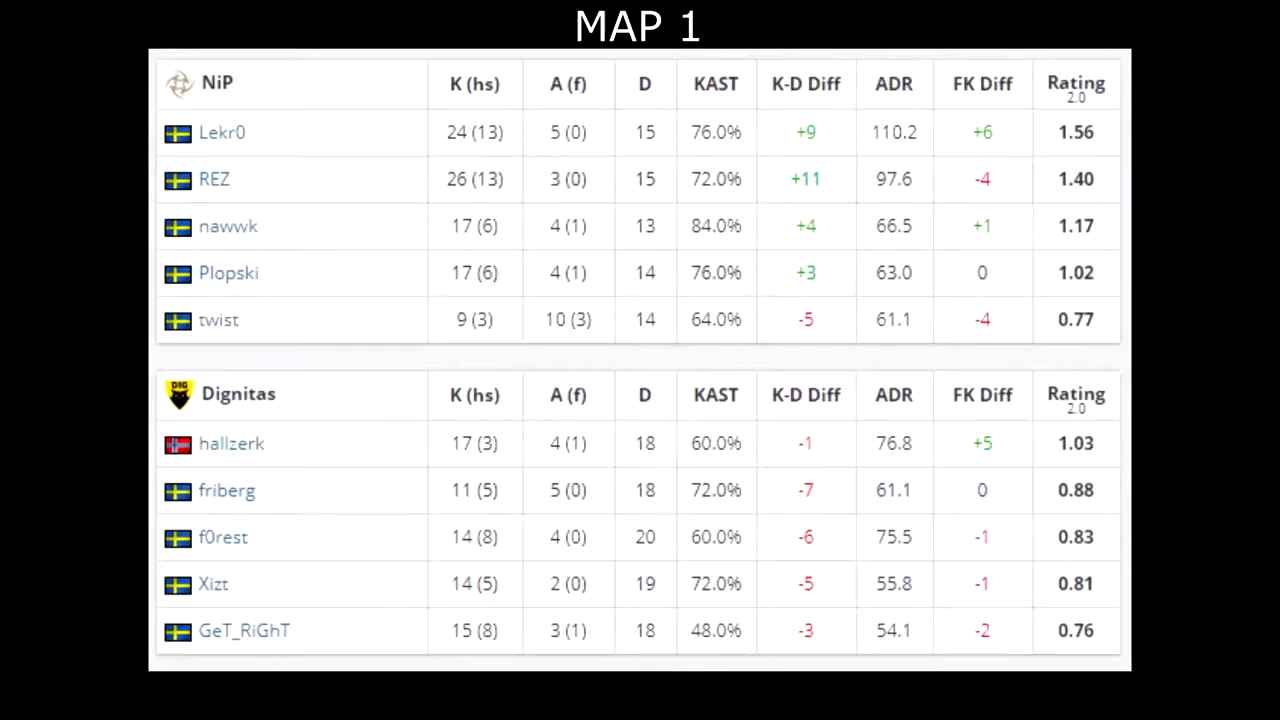 MAP 1
NiP K (hs) A (f) D KAST K-D Diff ADR FK Diff Rating 2.0
Lekr0 24 (13) 5 (0) 15 76.0% +9 110.2 +6 1.56
REZ 26 (13) 3 (0) 15 72.0% +11 97.6 -4 1.40
nawwk 17 (6) 4 (1) 13 84.0% +4 66.5 +1 1.17
Plopski 17 (6) 4 (1) 14 76.0% +3 63.0 0 1.02
twist 9 (3) 10 (3) 14 64.0% -5 61.1 -4 0.77
DIG Dignitas K (hs) A (f) D KAST K-D Diff ADR FK Diff Rating 2.0
hallzerk 17 (3) 4 (1) 18 60.0% -1 76.8 +5 1.03
friberg 11 (5) 5 (0) 18 72.0% -7 61.1 0 0.88
f0rest 14 (8) 4 (0) 20 60.0% -6 75.5 -1 0.83
Xizt 14 (5) 2 (0) 19 72.0% -5 55.8 -1 0.81
GeT_RiGhT 15 (8) 3 (1) 18 48.0% -3 54.1 -2 0.76